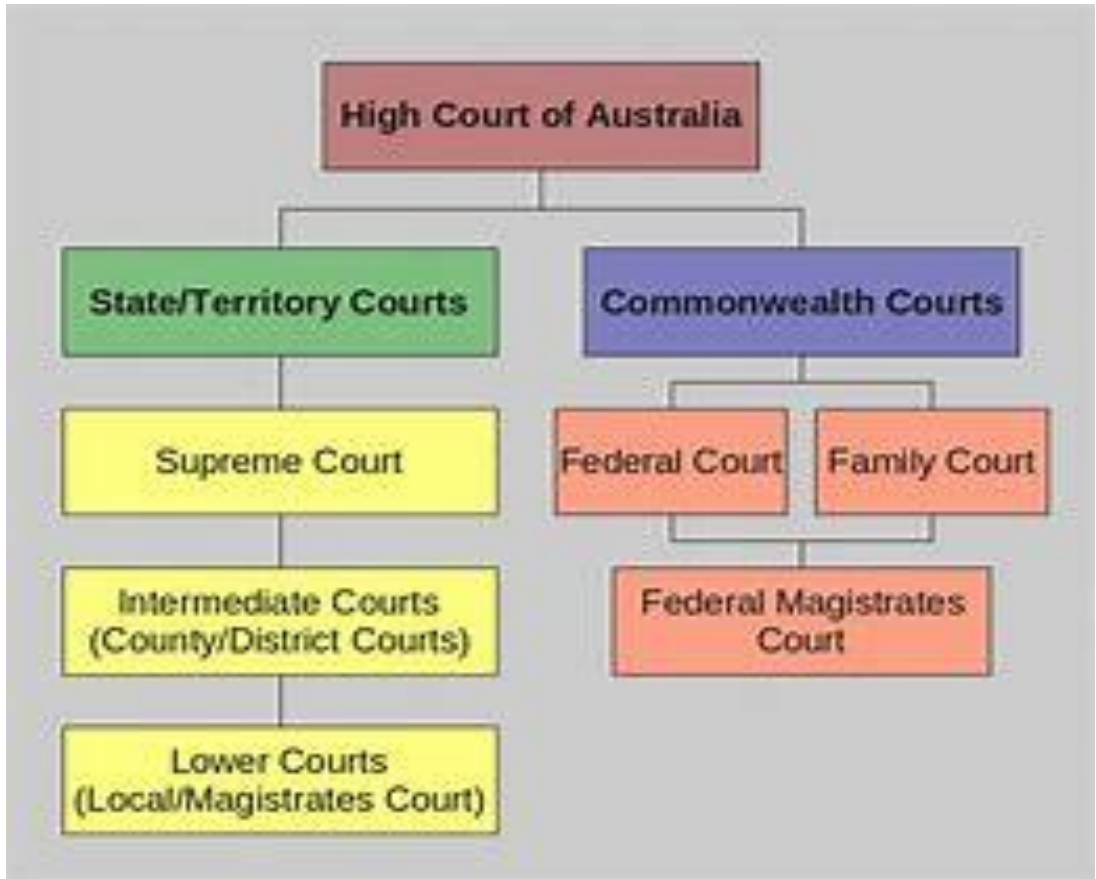 High Court of Australia
State/Territory Courts
Commonwealth Courts
Supreme Court
Federal Court
Family Court
Intermediate Courts
(County/District Courts)
Federal Magistrates
Court
Lower Courts
(Local/Magistrates Court)